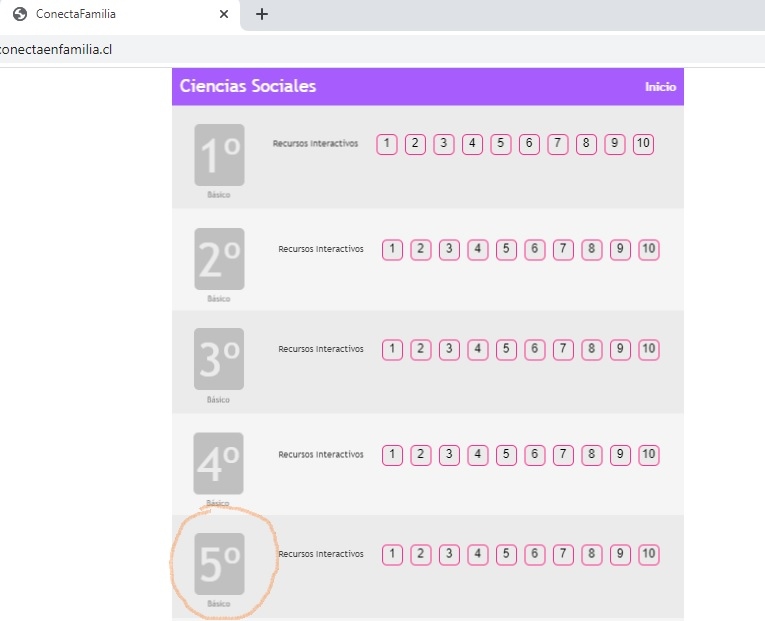 ConectaFamilia
conectaenfamilia.cl
Ciencias Sociales Inicio
1º Recursos Interactivos 1 2 3 4 5 6 7 8 9 10
Básico
2º Recursos Interactivos 1 2 3 4 5 6 7 8 9 10
Básico
3º Recursos Interactivos 1 2 3 4 5 6 7 8 9 10
Básico
4º Recursos Interactivos 1 2 3 4 5 6 7 8 9 10
Básico
5º Recursos Interactivos 1 2 3 4 5 6 7 8 9 10
Básico